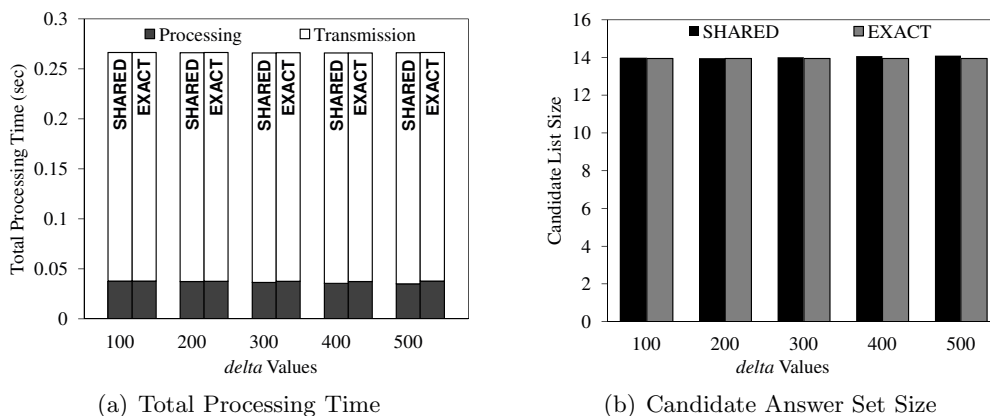 0.3
0.25
0.2
0.15
0.1
0.05
0
Total Processing Time (sec)
Processing Transmission
SHARED EXACT SHARED EXACT SHARED EXACT SHARED EXACT SHARED EXACT
100 200 300 400 500
delta Values
(a) Total Processing Time
16
14
12
10
8
6
4
2
0
Candidate List Size
SHARED EXACT
100 200 300 400 500
delta Values
(b) Candidate Answer Set Size